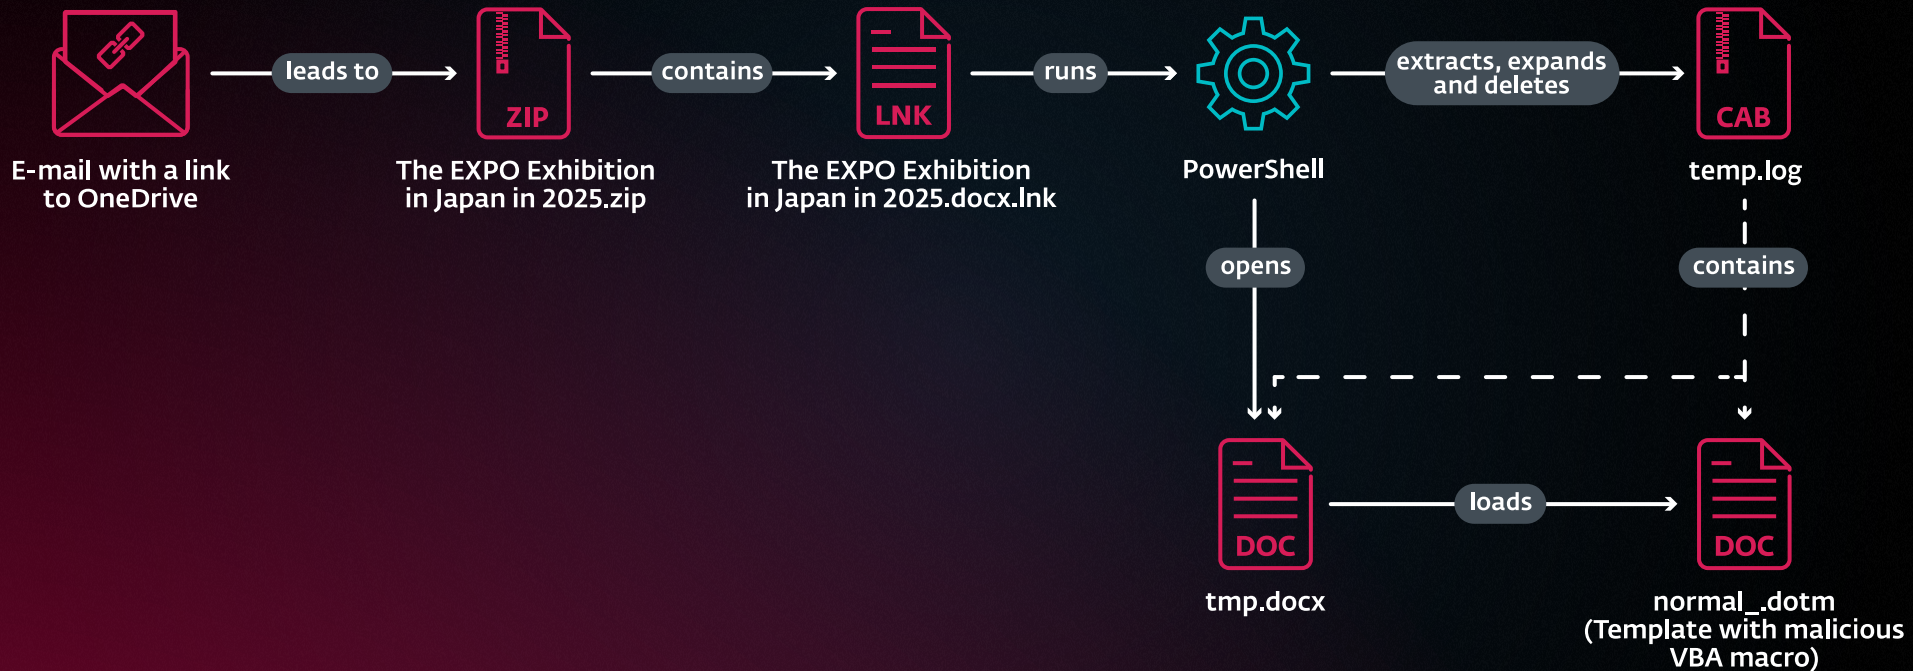 leads to
contains
runs
extracts, expands
and deletes
ZIP
LNK
CAB
E-mail with a link
to OneDrive
The EXPO Exhibition
in Japan in 2025.zip
The EXPO Exhibition
in Japan in 2025.docx.lnk
PowerShell
temp.log
opens
contains
loads
DOC
DOC
tmp.docx
normal_.dotm
(Template with malicious
VBA macro)